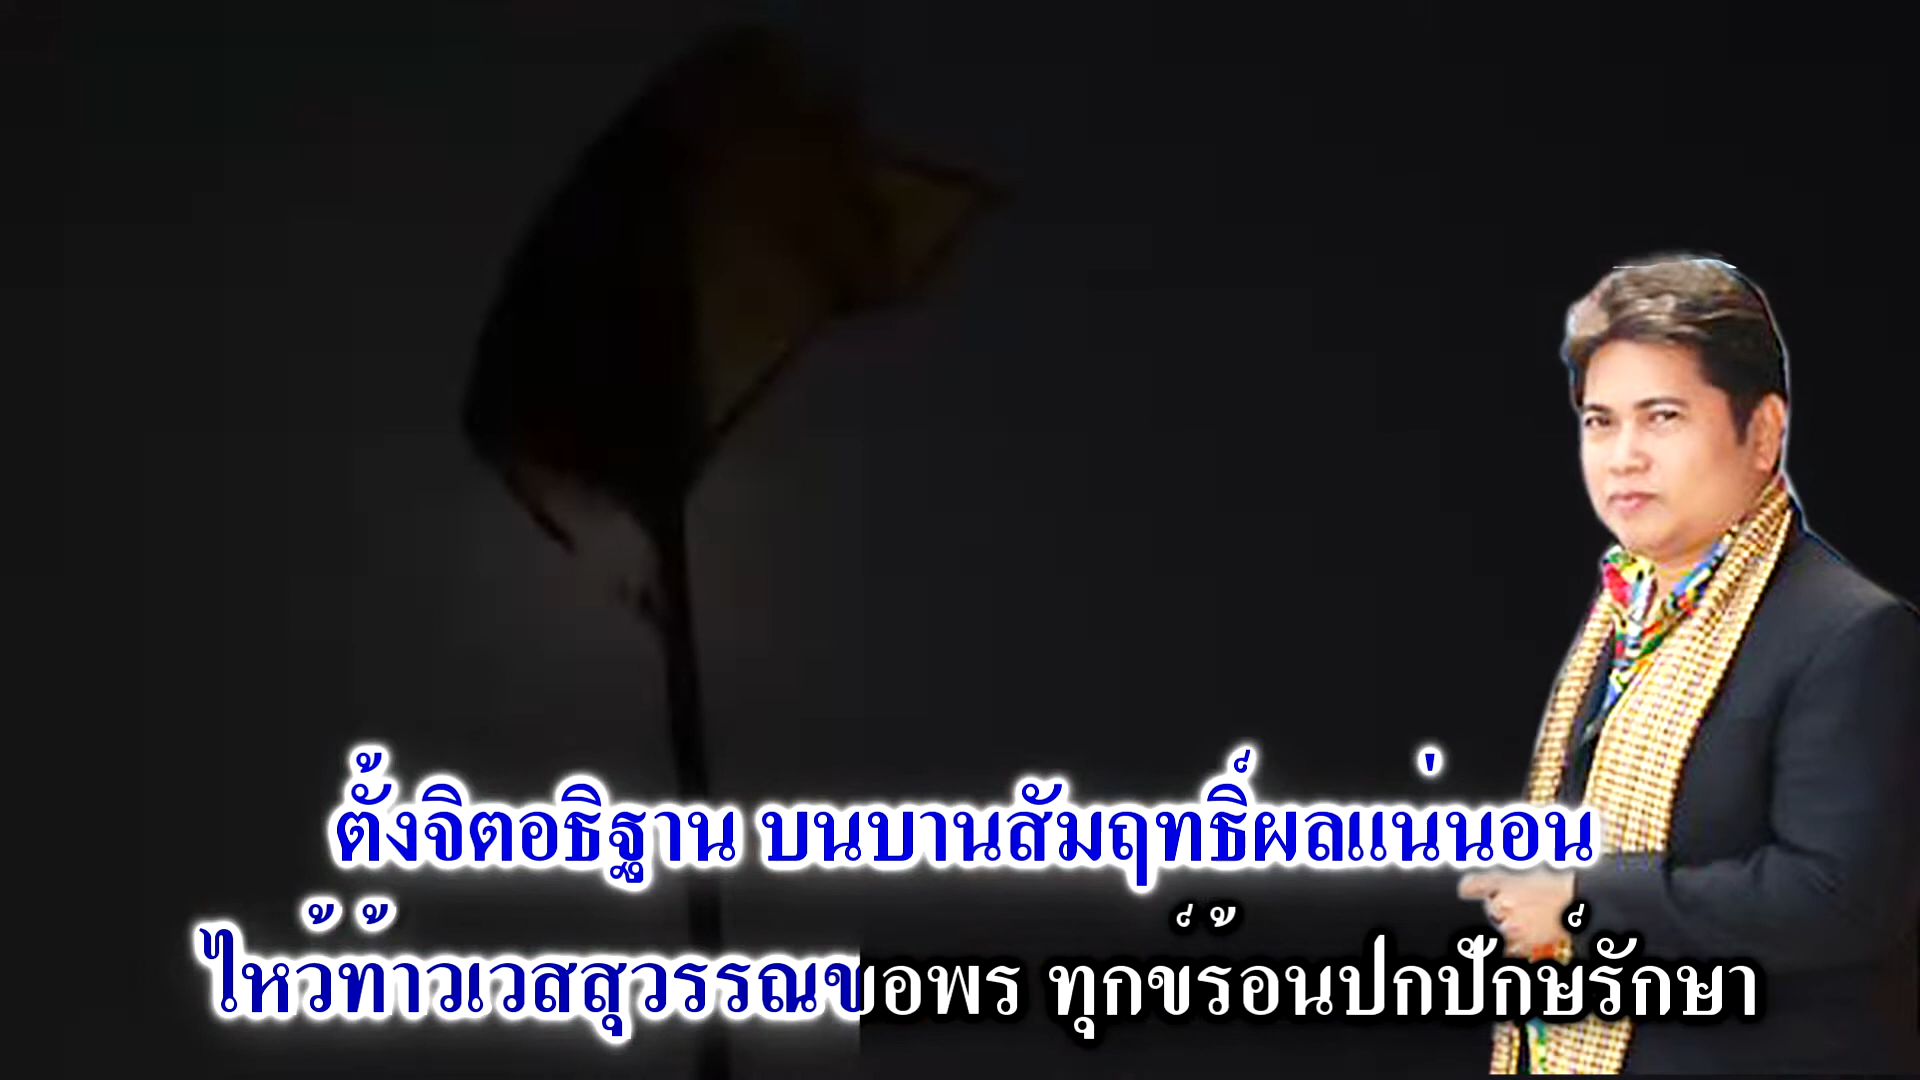 ตั้งจิตอธิฐาน บนบานสัมฤทธิ์ผลแน่นอน
ไหว้ท้าวเวสสุวรรณขอพร ทุกข์ร้อนปกปักษ์รักษา